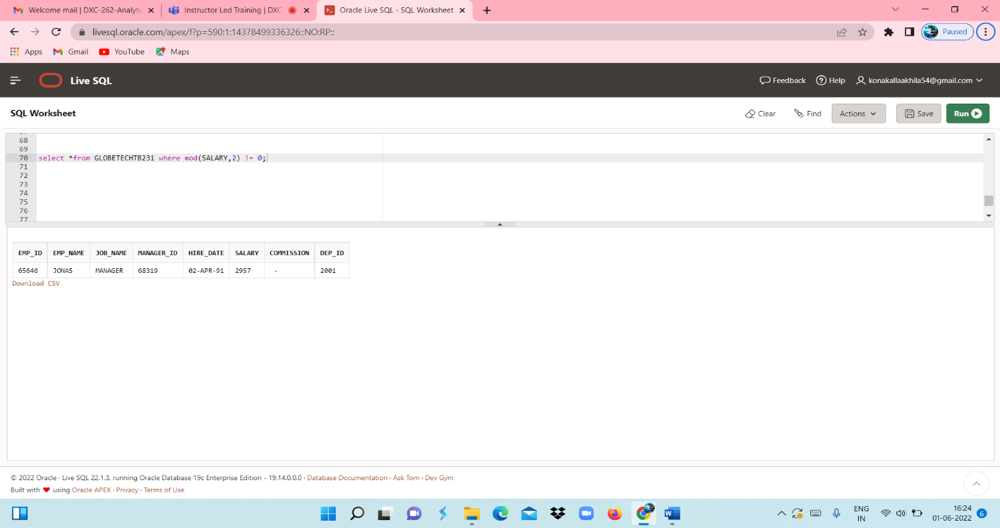 Welcome mail | DXC-262-Analyti
Instructor Led Training | DXC
Oracle Live SQL - SQL Worksheet
livesql.oracle.com/apex/f?p=590:1:14378499336326::NO:RP::
Paused
Apps
Gmail
YouTube
Maps
Live SQL
Feedback
Help
konakallaakhila54@gmail.com
SQL Worksheet
Clear
Find
Actions
Save
Run
68
69
70 select *from GLOBETECHTB231 where mod(SALARY,2) != 0;
71
72
73
74
75
76
77
EMP_ID EMP_NAME JOB_NAME MANAGER_ID HIRE_DATE SALARY COMMISSION DEP_ID
65646 JONAS MANAGER 68319 02-APR-91 2957 - 2001
Download CSV
© 2022 Oracle · Live SQL 22.1.3, running Oracle Database 19c Enterprise Edition - 19.14.0.0.0 · Database Documentation · Ask Tom · Dev Gym
Built with ❤ using Oracle APEX · Privacy · Terms of Use
ENG
IN
16:24
01-06-2022
6